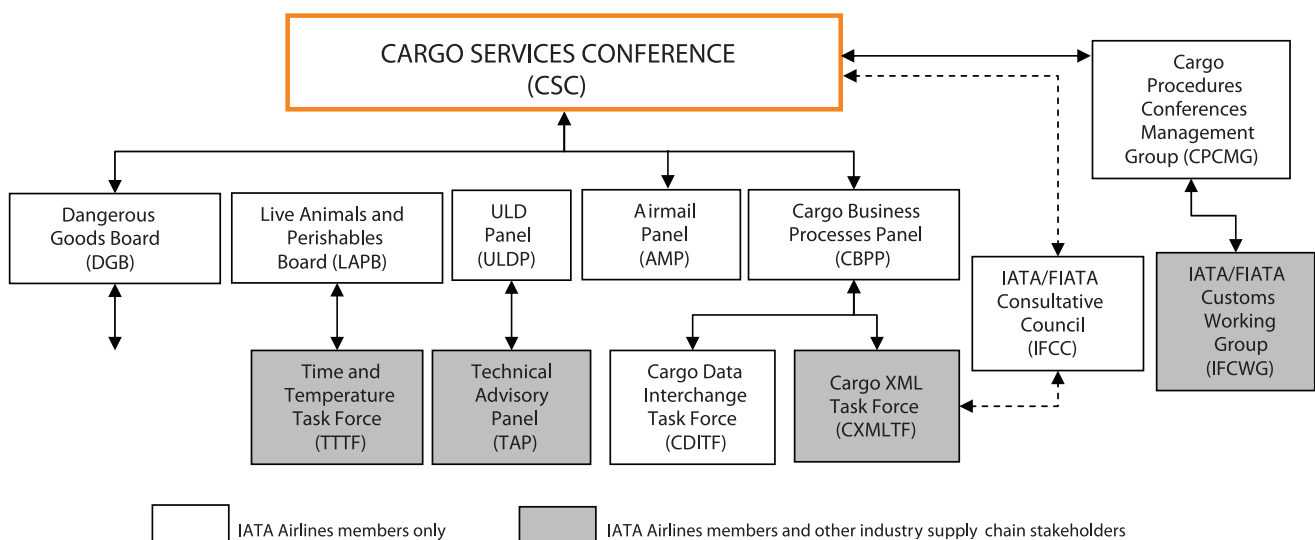 CARGO SERVICES CONFERENCE
(CSC)
Cargo
Procedures
Conferences
Management
Group (CPCMG)
Dangerous
Goods Board
(DGB)
Live Animals and
Perishables
Board (LAPB)
ULD
Panel
(ULDP)
Airmail
Panel
(AMP)
Cargo Business
Processes Panel
(CBPP)
IATA/FIATA
Consultative
Council
(IFCC)
IATA/FIATA
Customs
Working
Group
(IFCWG)
Time and
Temperature
Task Force
(TTTF)
Technical
Advisory
Panel
(TAP)
Cargo Data
Interchange
Task Force
(CDITF)
Cargo XML
Task Force
(CXMLTF)
IATA Airlines members only
IATA Airlines members and other industry supply chain stakeholders